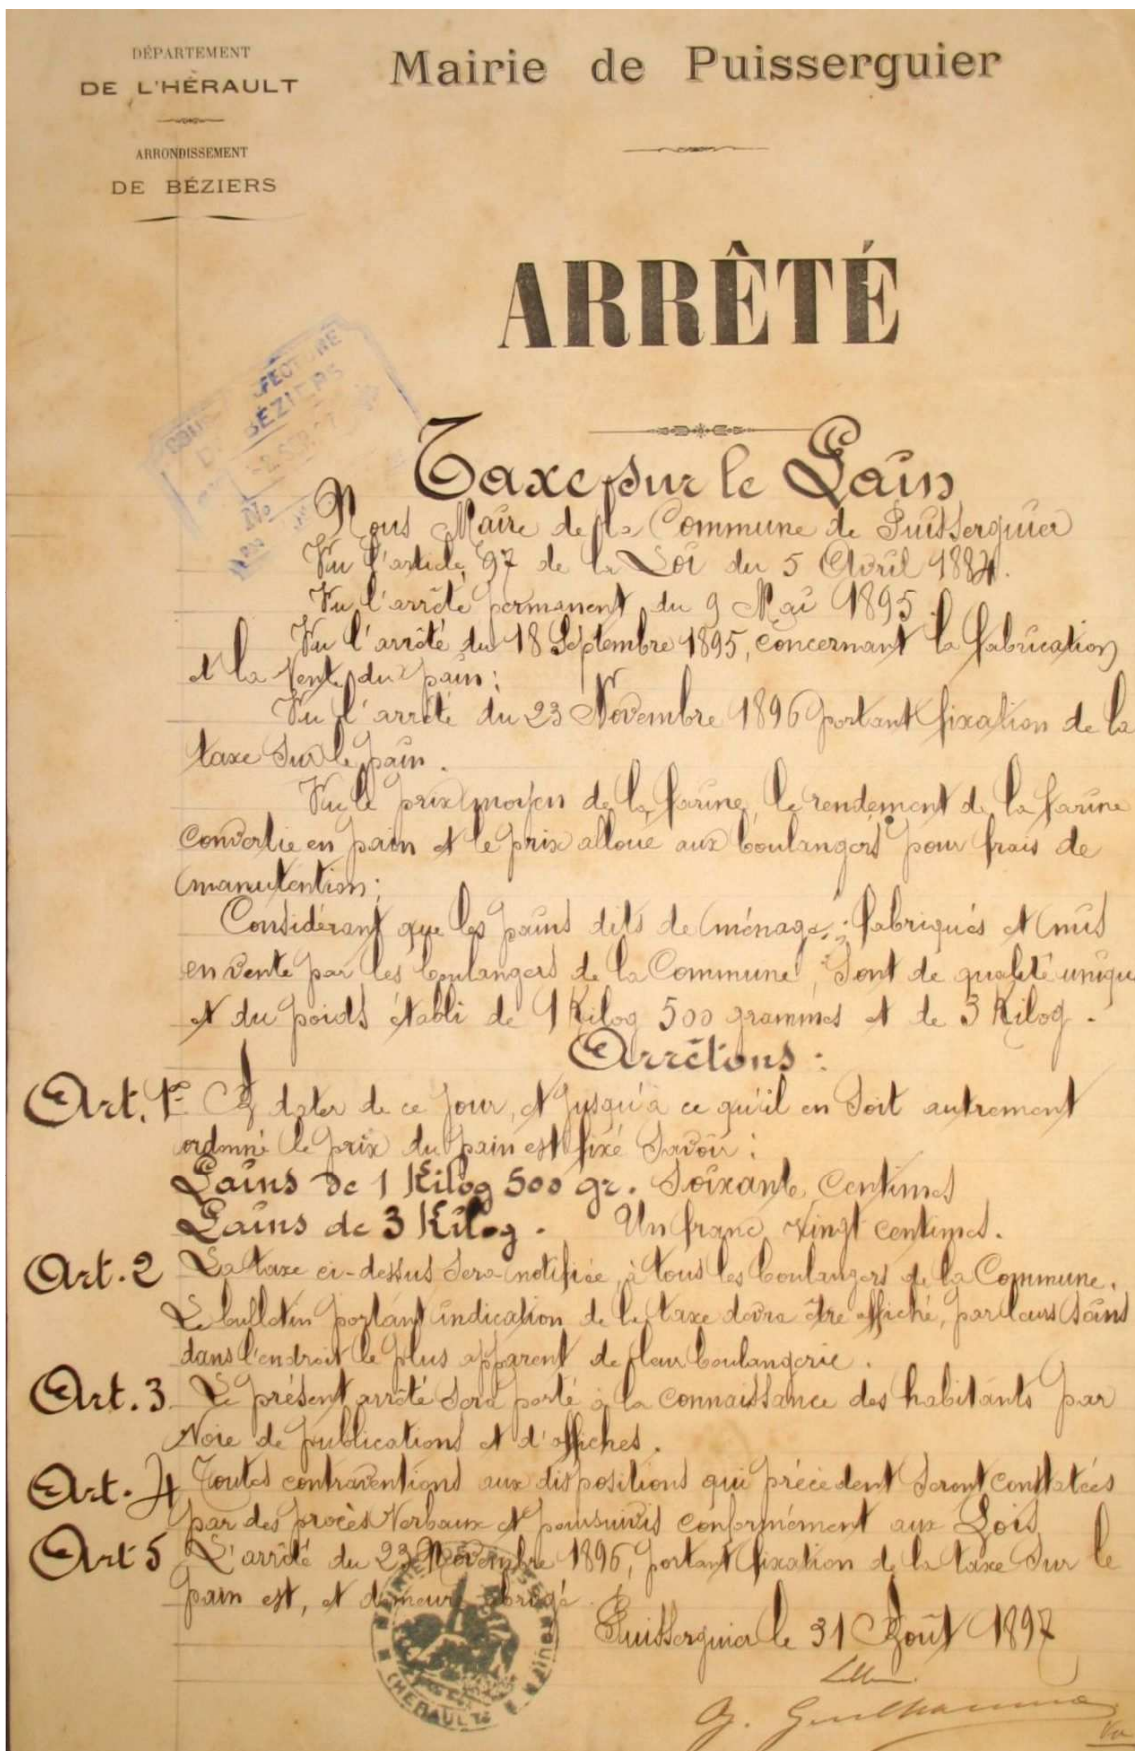 DÉPARTEMENT
DE L'HÉRAULT
ARRONDISSEMENT
DE BÉZIERS
Mairie de Puisserguier
ARRÊTÉ
BÉZIERS
Taxe sur le Pain
Nous Maire de la Commune de Puisserguier
Vu l'article 97 de la Loi du 5 Avril 1884.
Vu l'arrêté permanent du 9 Mai 1895
Vu l'arrêté du 18 Septembre 1895, concernant la fabrication
et la Vente du pain;
Vu l'arrêté du 23 Novembre 1896 portant fixation de la
taxe sur le pain.
Vu le prix moyen de la farine, le rendement de la farine
convertie en pain et le prix alloué aux boulangers pour frais de
manutention;
Considérant que les pains dits de ménage, fabriqués et mis
en vente par les boulangers de la Commune, sont de qualité unique
et du poids établi de 1 Kilog 500 grammes et de 3 Kilog.
Arrêtons:
Art. 1er A dater de ce jour, et jusqu'à ce qu'il en soit autrement
ordonné le prix du pain est fixé savoir:
Pains de 1 Kilog 500 gr. Soixante Centimes
Pains de 3 Kilog. Un franc vingt centimes.
Art. 2 La taxe ci-dessus sera notifiée à tous les boulangers de la Commune.
Le bulletin portant indication de la taxe devra être affiché, par leurs soins
dans l'endroit le plus apparent de leur boulangerie.
Art. 3 Le présent arrêté sera porté à la connaissance des habitants par
Voie de publications et d'affiches.
Art. 4 Toutes contraventions aux dispositions qui précèdent seront constatées
par des procès Verbaux et poursuivis conformément aux Lois
Art 5 L'arrêté du 23 Novembre 1896, portant fixation de la taxe sur le
pain est, et demeure abrogé.
Puisserguier le 31 Août 1897
(HÉRAULT)